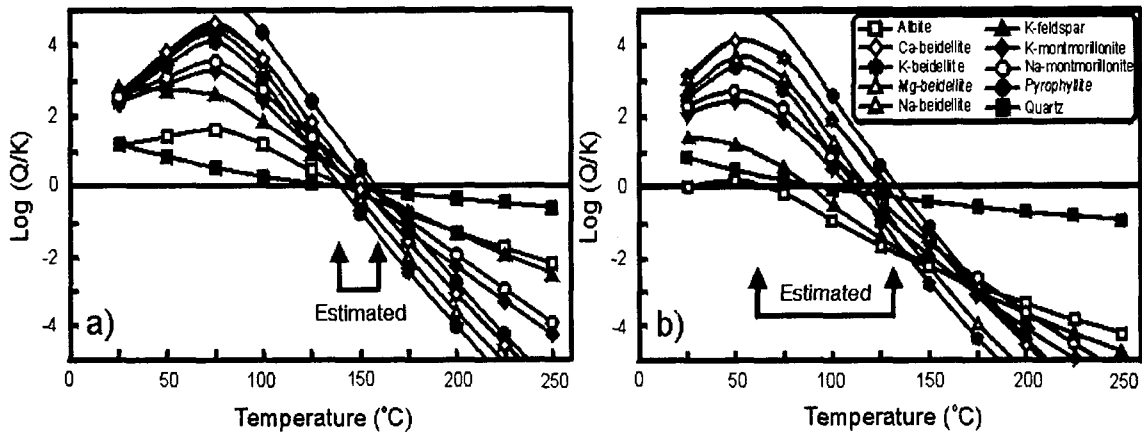 Log (Q/K)
4
2
0
-2
-4
Estimated
a)
0 50 100 150 200 250
Temperature (°C)
Log (Q/K)
4
2
0
-2
-4
Albite
Ca-beidellite
K-beidellite
Mg-beidellite
Na-beidellite
K-feldspar
K-montmorillonite
Na-montmorillonite
Pyrophyllite
Quartz
Estimated
b)
0 50 100 150 200 250
Temperature (°C)